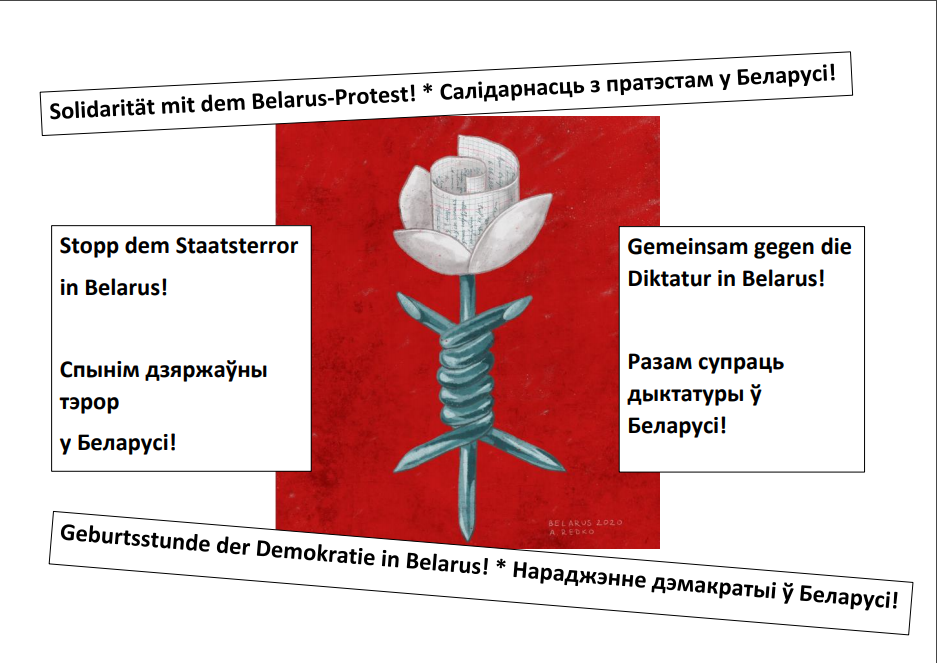 Solidarität mit dem Belarus-Protest! * Салідарнасць з пратэстам у Беларусі!
Stopp dem Staatsterror
in Belarus!
Спынім дзяржаўны
тэрор
у Беларусі!
Gemeinsam gegen die
Diktatur in Belarus!
Разам супраць
дыктатуры ў
Беларусі!
BELARUS 2020
A. REDKO
Geburtsstunde der Demokratie in Belarus! * Нараджэнне дэмакратыі ў Беларусі!